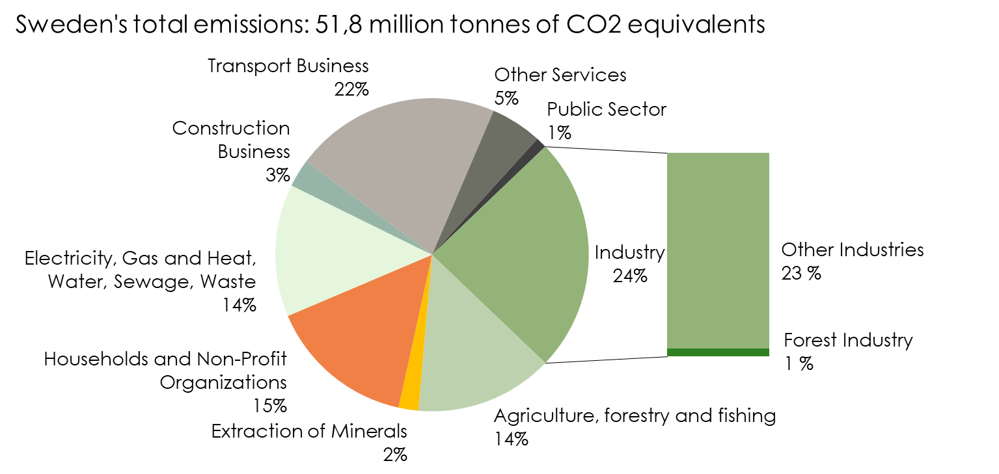 Sweden's total emissions: 51,8 million tonnes of CO2 equivalents
Transport Business
22%
Other Services
5%
Public Sector
1%
Construction
Business
3%
Industry
24%
Other Industries
23 %
Electricity, Gas and Heat,
Water, Sewage, Waste
14%
Forest Industry
1 %
Households and Non-Profit
Organizations
15%
Agriculture, forestry and fishing
14%
Extraction of Minerals
2%